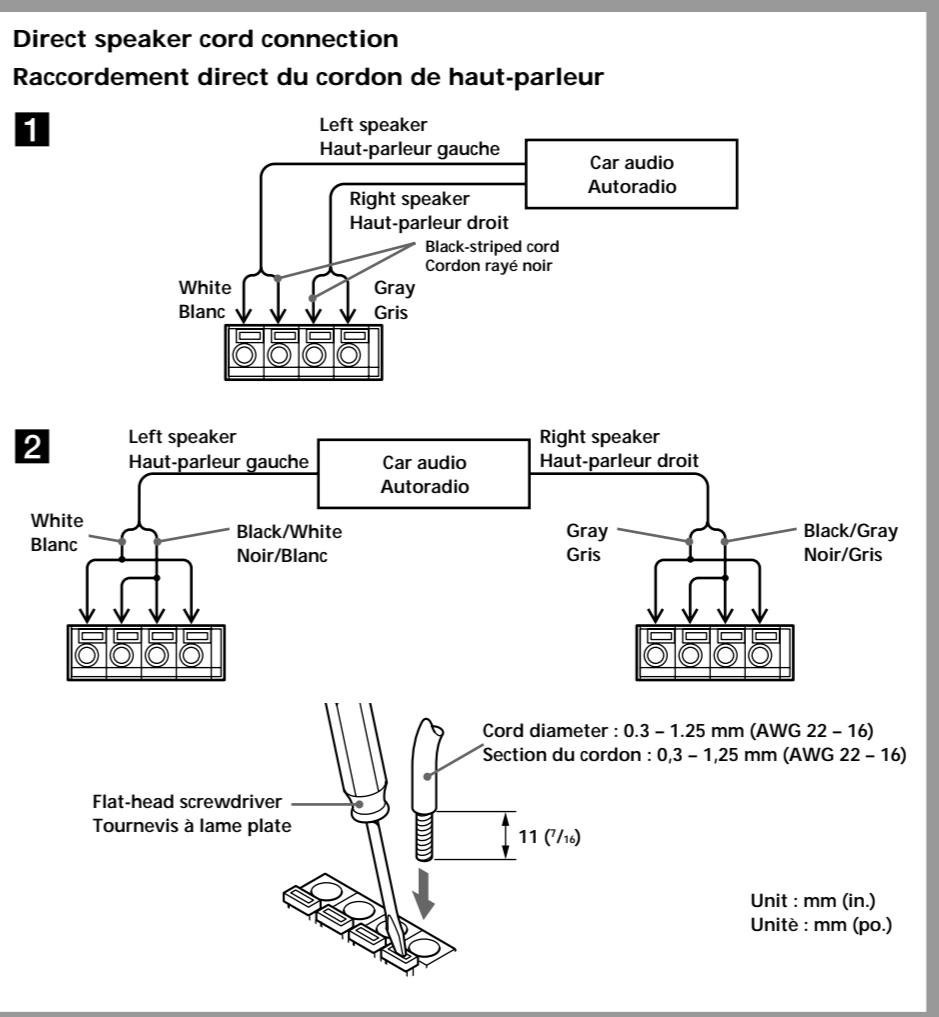 Direct speaker cord connection
Raccordement direct du cordon de haut-parleur
1
Left speaker
Haut-parleur gauche
Car audio
Autoradio
Right speaker
Haut-parleur droit
Black-striped cord
Cordon rayé noir
White
Blanc
Gray
Gris
2
Left speaker
Haut-parleur gauche
Car audio
Autoradio
Right speaker
Haut-parleur droit
White
Blanc
Black/White
Noir/Blanc
Gray
Gris
Black/Gray
Noir/Gris
Cord diameter : 0.3 – 1.25 mm (AWG 22 – 16)
Section du cordon : 0,3 – 1,25 mm (AWG 22 – 16)
Flat-head screwdriver
Tournevis à lame plate
11 (7/16)
Unit : mm (in.)
Unitè : mm (po.)